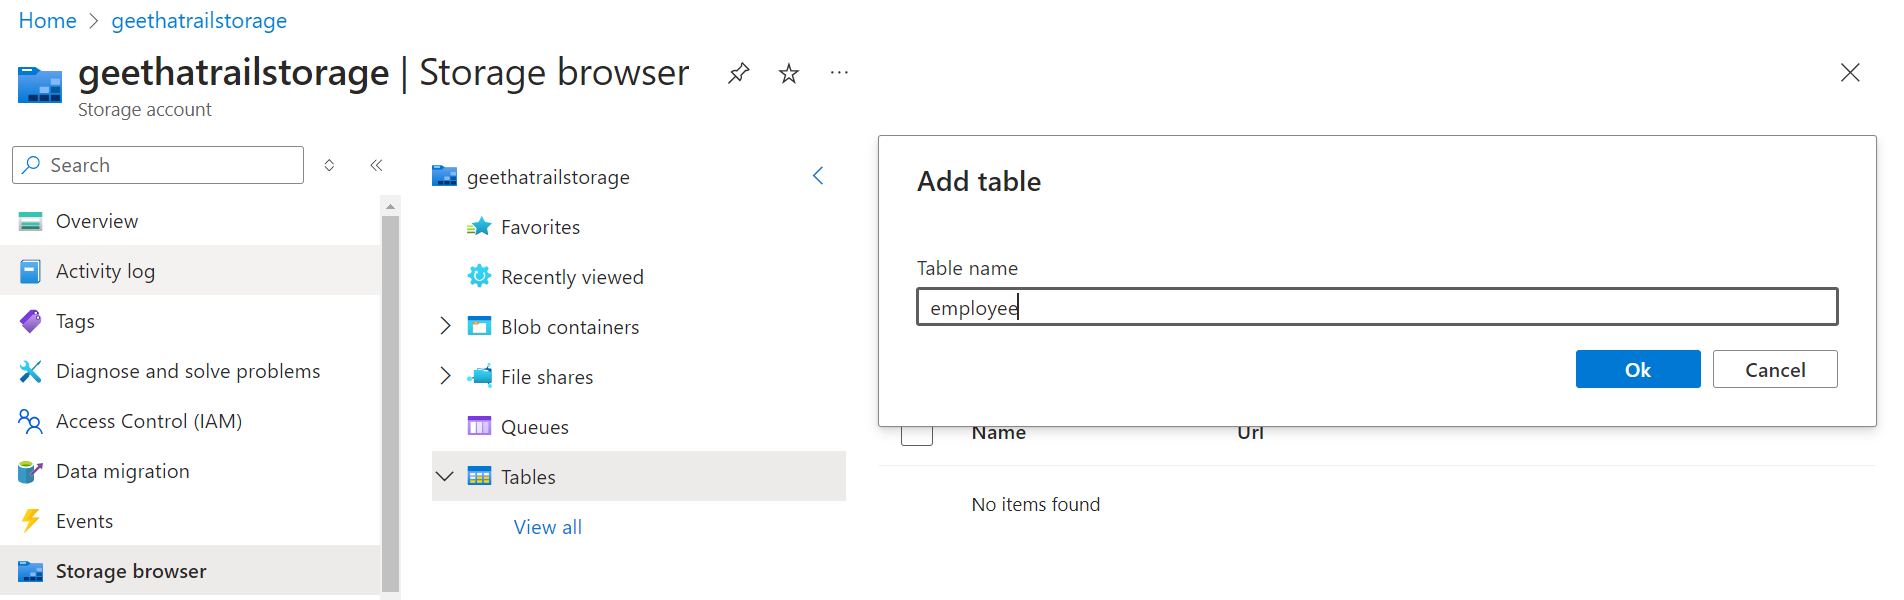 Home > geethatrailstorage
geethatrailstorage | Storage browser
Storage account
Search
Overview
Activity log
Tags
Diagnose and solve problems
Access Control (IAM)
Data migration
Events
Storage browser
geethatrailstorage
Favorites
Recently viewed
Blob containers
File shares
Queues
Tables
View all
Add table
Table name
employee
Ok Cancel
Name Url
No items found